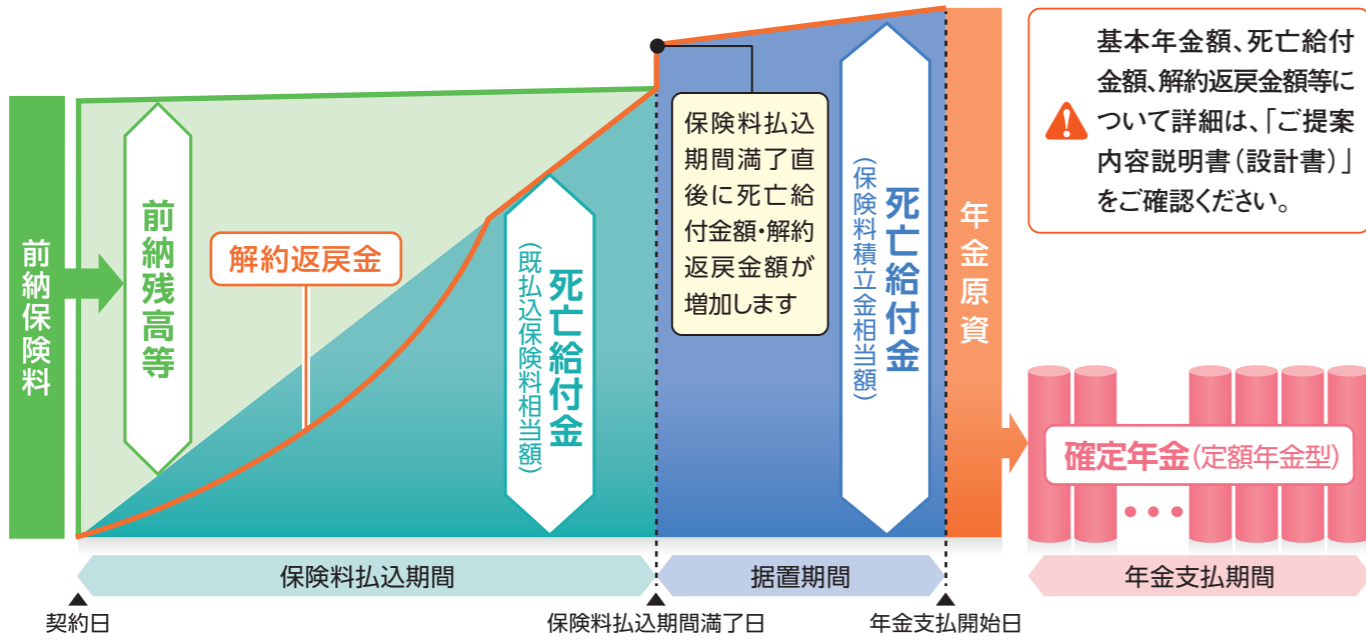 前納保険料
前納残高等
解約返戻金
死亡給付金
(既払込保険料相当額)
保険料払込
期間満了直
後に死亡給
付金額・解約
返戻金額が
増加します
死亡給付金
(保険料積立金相当額)
年金原資
基本年金額、死亡給付
金額、解約返戻金額等に
ついて詳細は、「ご提案
内容説明書(設計書)」
をご確認ください。
確定年金(定額年金型)
保険料払込期間
据置期間
年金支払期間
契約日
保険料払込期間満了日
年金支払開始日